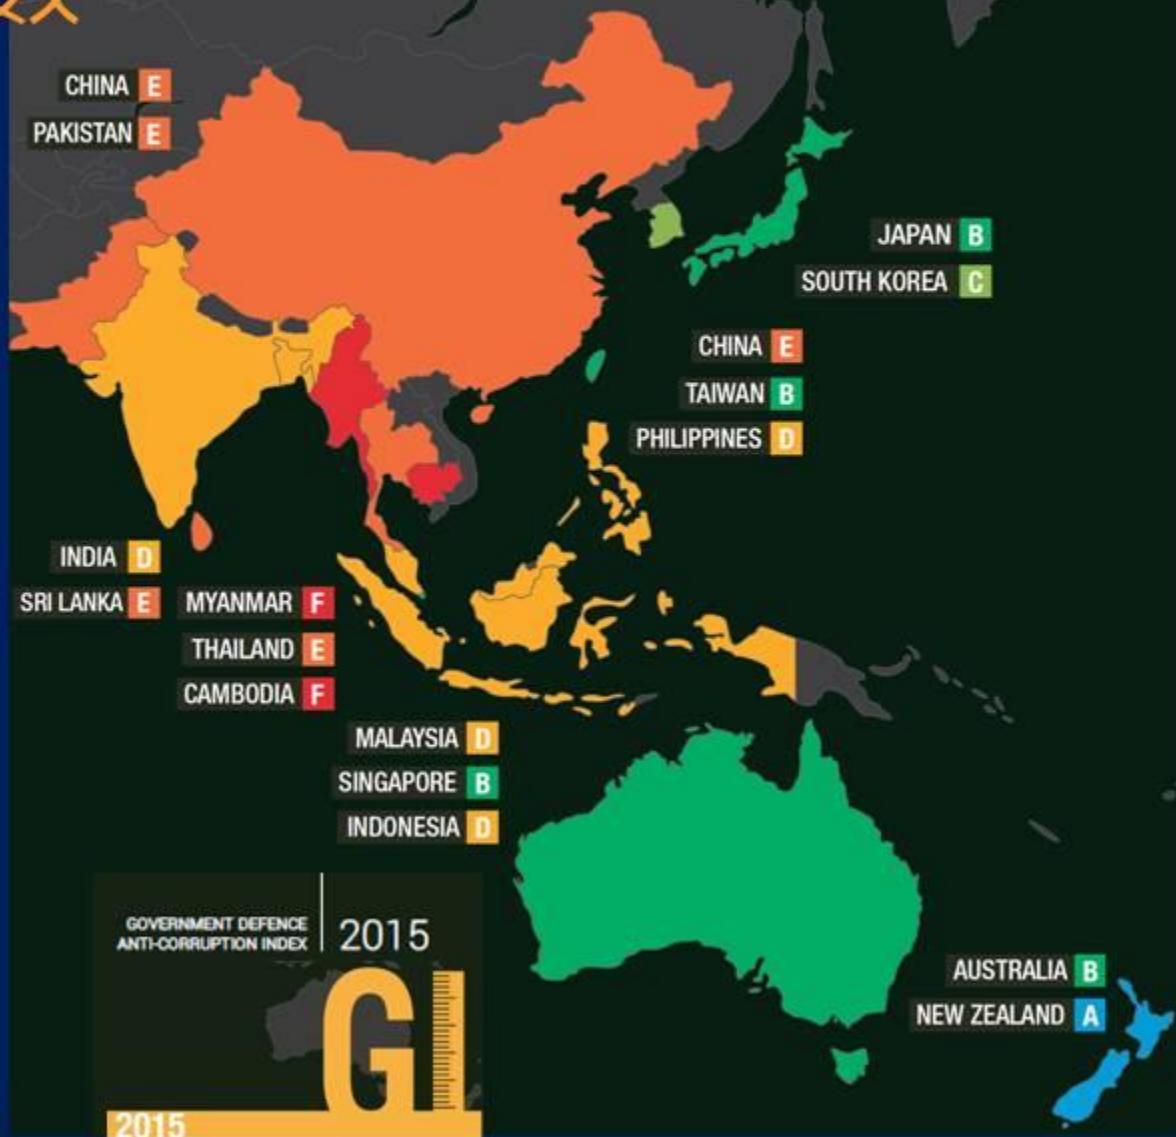 CHINA E
PAKISTAN E
JAPAN B
SOUTH KOREA C
CHINA E
TAIWAN B
PHILIPPINES D
INDIA D
SRI LANKA E
MYANMAR F
THAILAND E
CAMBODIA F
MALAYSIA D
SINGAPORE B
INDONESIA D
AUSTRALIA B
NEW ZEALAND A
GOVERNMENT DEFENCE
ANTI-CORRUPTION INDEX
2015
GI
2015